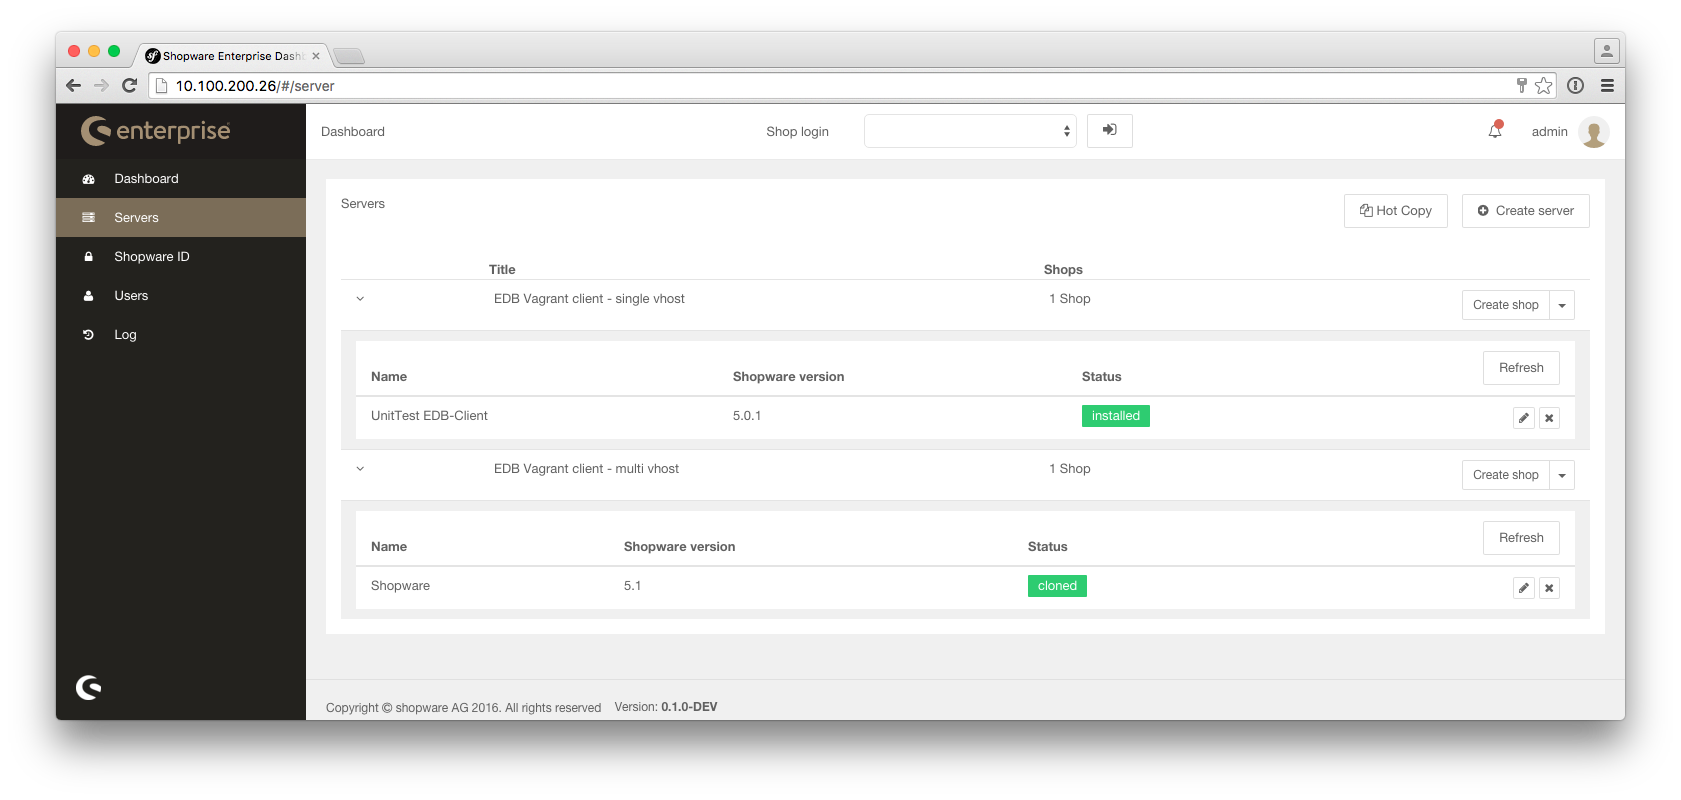 Shopware Enterprise Dash
10.100.200.26/#/server
enterprise
Dashboard
Shop login
admin
Dashboard
Servers
Shopware ID
Users
Log
Servers
Hot Copy
Create server
Title Shops
EDB Vagrant client - single vhost 1 Shop Create shop
Refresh
Name Shopware version Status
UnitTest EDB-Client 5.0.1 installed
EDB Vagrant client - multi vhost 1 Shop Create shop
Refresh
Name Shopware version Status
Shopware 5.1 cloned
Copyright © shopware AG 2016. All rights reserved Version: 0.1.0-DEV